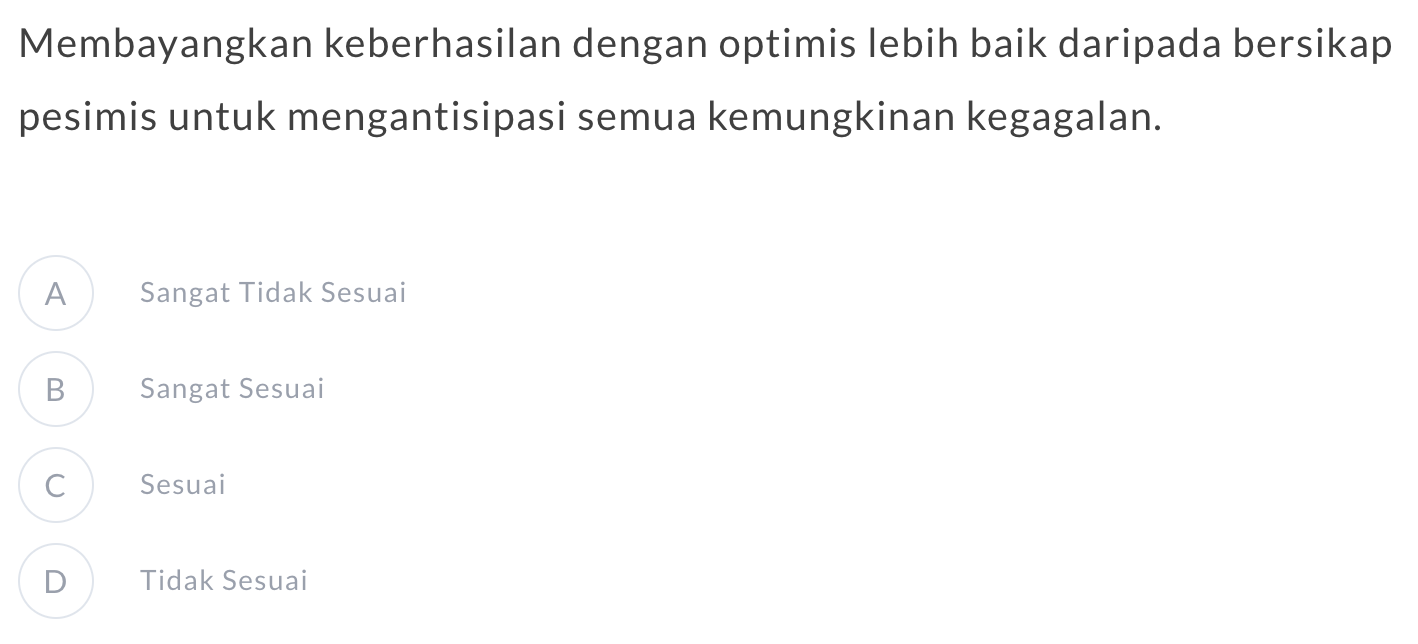 Membayangkan keberhasilan dengan optimis lebih baik daripada bersikap
pesimis untuk mengantisipasi semua kemungkinan kegagalan.
A Sangat Tidak Sesuai
B Sangat Sesuai
C Sesuai
D Tidak Sesuai